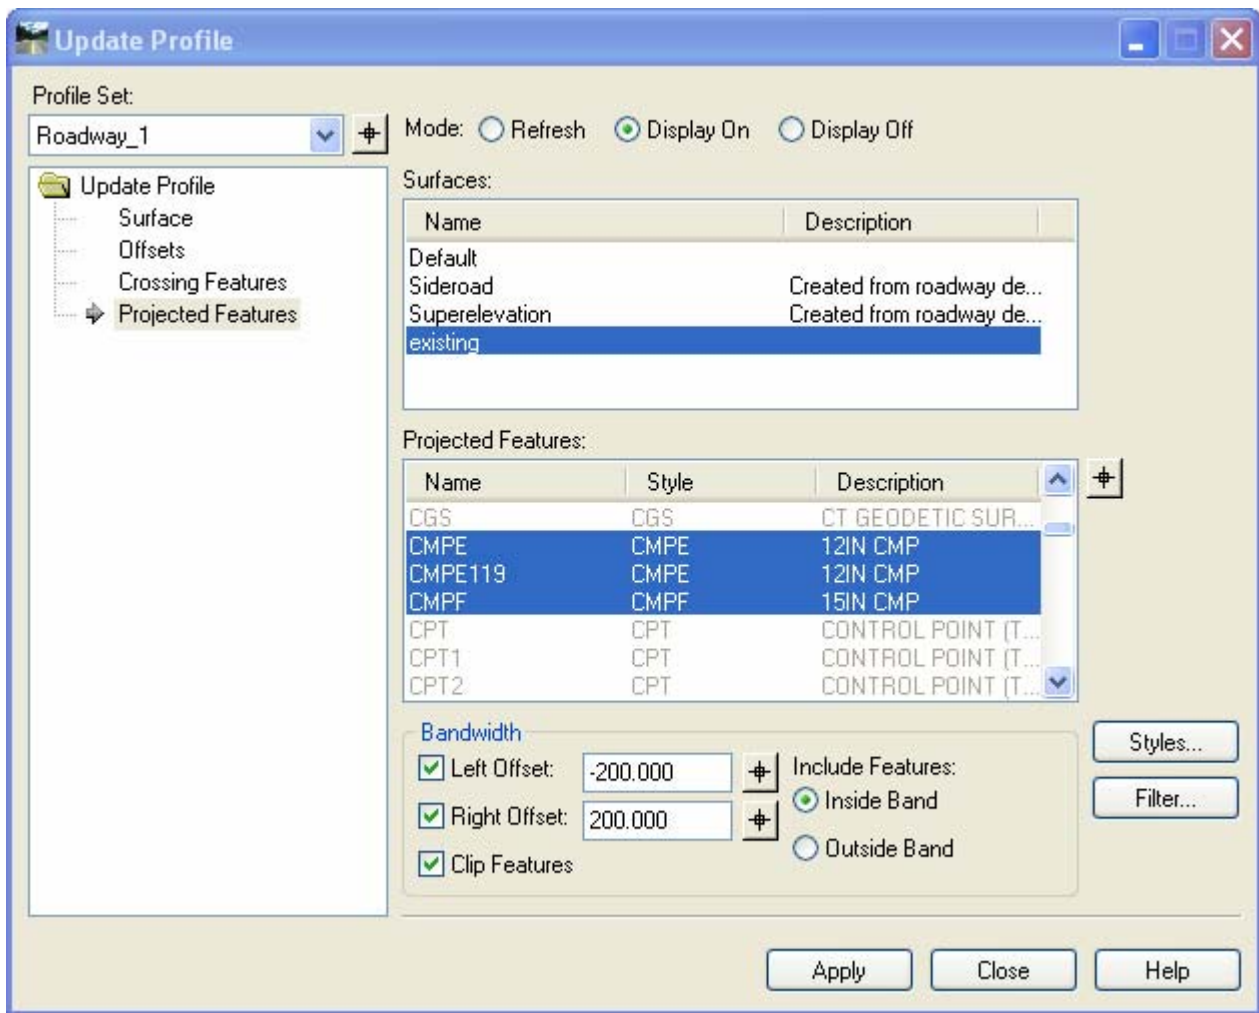 Update Profile
Profile Set:
Roadway_1
Mode: Refresh Display On Display Off
Update Profile
Surface
Offsets
Crossing Features
Projected Features
Surfaces:
Name Description
Default
Sideroad Created from roadway de...
Superelevation Created from roadway de...
existing
Projected Features:
Name Style Description
CGS CGS CT GEODETIC SUR...
CMPE CMPE 12IN CMP
CMPE119 CMPE 12IN CMP
CMPF CMPF 15IN CMP
CPT CPT CONTROL POINT (T...
CPT1 CPT CONTROL POINT (T...
CPT2 CPT CONTROL POINT (T...
Bandwidth
Left Offset: -200.000
Right Offset: 200.000
Clip Features
Include Features:
Inside Band
Outside Band
Styles...
Filter...
Apply Close Help